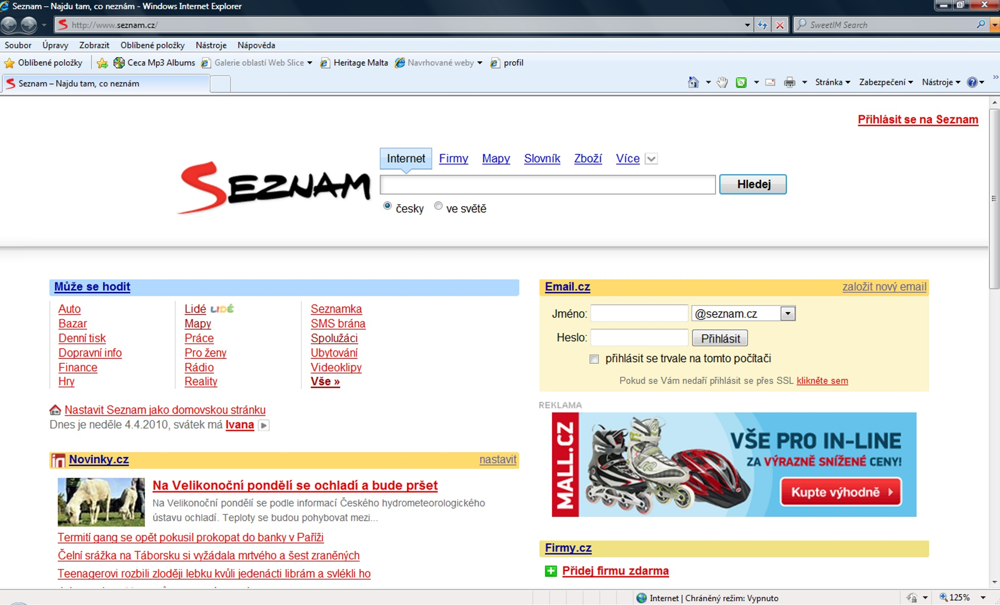 Seznam – Najdu tam, co neznám - Windows Internet Explorer
http://www.seznam.cz/
SweetIM Search
Soubor Úpravy Zobrazit Oblíbené položky Nástroje Nápověda
Oblíbené položky Ceca Mp3 Albums Galerie oblastí Web Slice Heritage Malta Navrhované weby profil
Seznam – Najdu tam, co neznám
Stránka Zabezpečení Nástroje
Přihlásit se na Seznam
Internet Firmy Mapy Slovník Zboží Více
SEZNAM
Hledej
česky ve světě
Může se hodit
Auto
Bazar
Denní tisk
Dopravní info
Finance
Hry
Lidé LIDÉ
Mapy
Práce
Pro ženy
Rádio
Reality
Seznamka
SMS brána
Spolužáci
Ubytování
Videoklipy
Vše »
Nastavit Seznam jako domovskou stránku
Dnes je neděle 4.4.2010, svátek má Ivana
Novinky.cz nastavit
Na Velikonoční pondělí se ochladí a bude pršet
Na Velikonoční pondělí se podle informací Českého hydrometeorologického
ústavu ochladí. Teploty se budou pohybovat mezi...
Termití gang se opět pokusil prokopat do banky v Paříži
Čelní srážka na Táborsku si vyžádala mrtvého a šest zraněných
Teenagerovi rozbili zloději lebku kvůli jedenácti librám a svlékli ho
Email.cz založit nový email
Jméno: @seznam.cz
Heslo: Přihlásit
přihlásit se trvale na tomto počítači
Pokud se Vám nedaří přihlásit se přes SSL klikněte sem
REKLAMA
MALL.CZ
VŠE PRO IN-LINE
ZA VÝRAZNĚ SNÍŽENÉ CENY!
Kupte výhodně
Firmy.cz
Přidej firmu zdarma
Internet | Chráněný režim: Vypnuto
125%